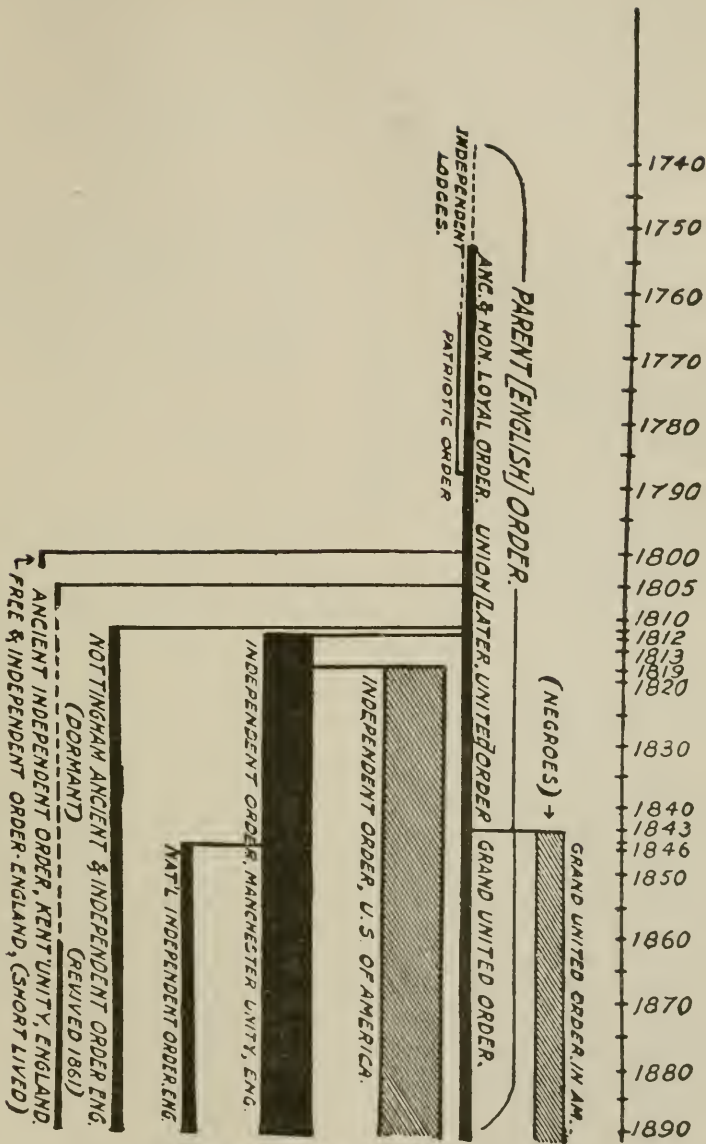 1740
1750
1760
1770
1780
1790
1800
1805
1810
1812
1813
1819
1820
1830
1840
1843
1846
1850
1860
1870
1880
1890
GRAND UNITED ORDER. IN AM..
(NEGROES) →
PARENT [ENGLISH] ORDER.
ANC. & HON. LOYAL ORDER. UNION [LATER, UNITED] ORDER GRAND UNITED ORDER.
INDEPENDENT
LODGES.
PATRIOTIC ORDER
INDEPENDENT ORDER, U.S. OF AMERICA.
INDEPENDENT ORDER, MANCHESTER UNITY, ENG.
NAT'L INDEPENDENT ORDER, ENG.
NOTTINGHAM ANCIENT & INDEPENDENT ORDER ENG.
(DORMANT) (REVIVED 1861)
ANCIENT INDEPENDENT ORDER, KENT UNITY, ENGLAND.
FREE & INDEPENDENT ORDER-ENGLAND, (SHORT LIVED)